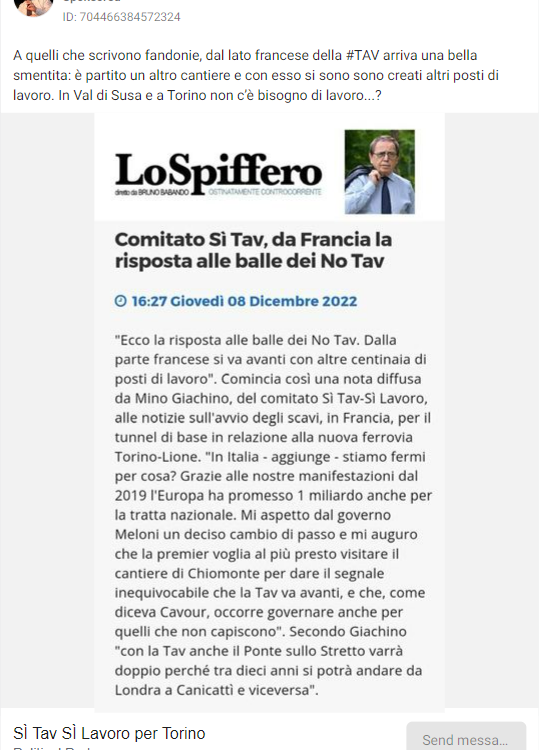 ID: 704466384572324
A quelli che scrivono fandonie, dal lato francese della #TAV arriva una bella
smentita: è partito un altro cantiere e con esso si sono sono creati altri posti di
lavoro. In Val di Susa e a Torino non c'è bisogno di lavoro...?
LoSpiffero
diretto da BRUNO BABANDO OSTINATAMENTE CONTROCORRENTE
Comitato Sì Tav, da Francia la
risposta alle balle dei No Tav
16:27 Giovedì 08 Dicembre 2022
"Ecco la risposta alle balle dei No Tav. Dalla
parte francese si va avanti con altre centinaia di
posti di lavoro". Comincia così una nota diffusa
da Mino Giachino, del comitato Sì Tav-Sì Lavoro,
alle notizie sull'avvio degli scavi, in Francia, per il
tunnel di base in relazione alla nuova ferrovia
Torino-Lione. "In Italia - aggiunge - stiamo fermi
per cosa? Grazie alle nostre manifestazioni dal
2019 l'Europa ha promesso 1 miliardo anche per
la tratta nazionale. Mi aspetto dal governo
Meloni un deciso cambio di passo e mi auguro
che la premier voglia al più presto visitare il
cantiere di Chiomonte per dare il segnale
inequivocabile che la Tav va avanti, e che, come
diceva Cavour, occorre governare anche per
quelli che non capiscono". Secondo Giachino
"con la Tav anche il Ponte sullo Stretto varrà
doppio perché tra dieci anni si potrà andare da
Londra a Canicattì e viceversa".
SÌ Tav SÌ Lavoro per Torino
Send messa...